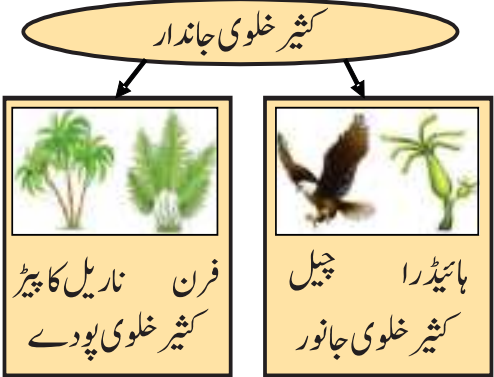 کثیر خلوی جاندار
ہائیڈرا چیل
کثیر خلوی جانور
فرن ناریل کا پیڑ
کثیر خلوی پودے